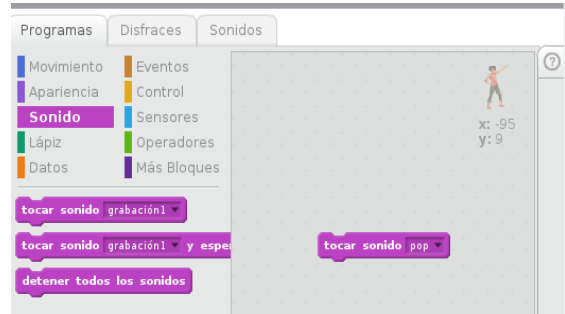 Programas Disfraces Sonidos
Movimiento Eventos
Apariencia Control
Sonido Sensores
Lápiz Operadores
Datos Más Bloques
x: -95
y: 9
?
tocar sonido grabación1
tocar sonido grabación1 y espe
tocar sonido pop
detener todos los sonidos